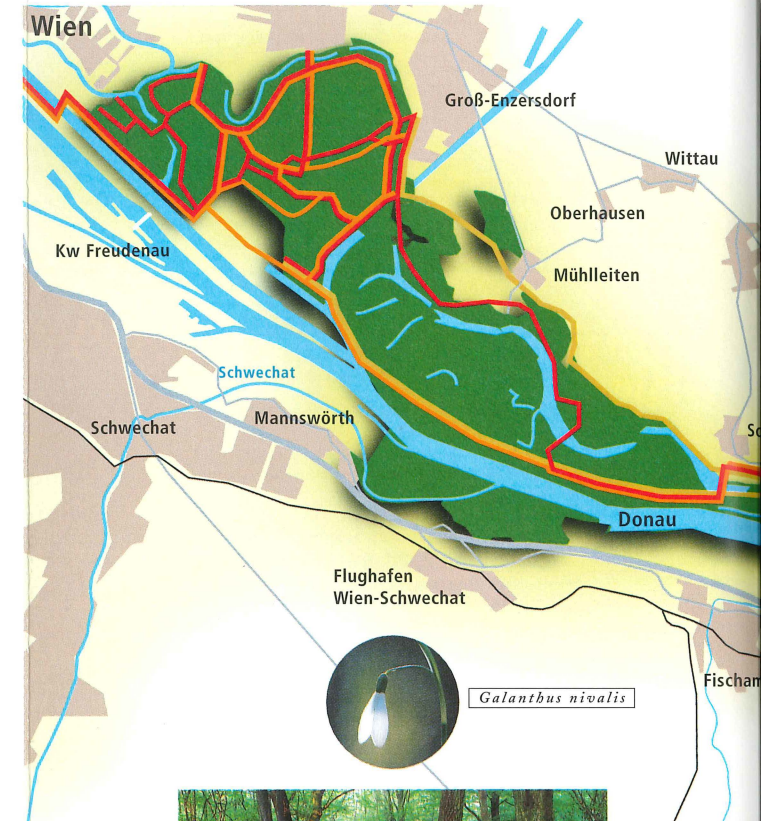 Wien
Groß-Enzersdorf
Wittau
Oberhausen
Kw Freudenau
Mühlleiten
Schwechat
Mannswörth
Schwechat
Donau
Flughafen
Wien-Schwechat
Galanthus nivalis